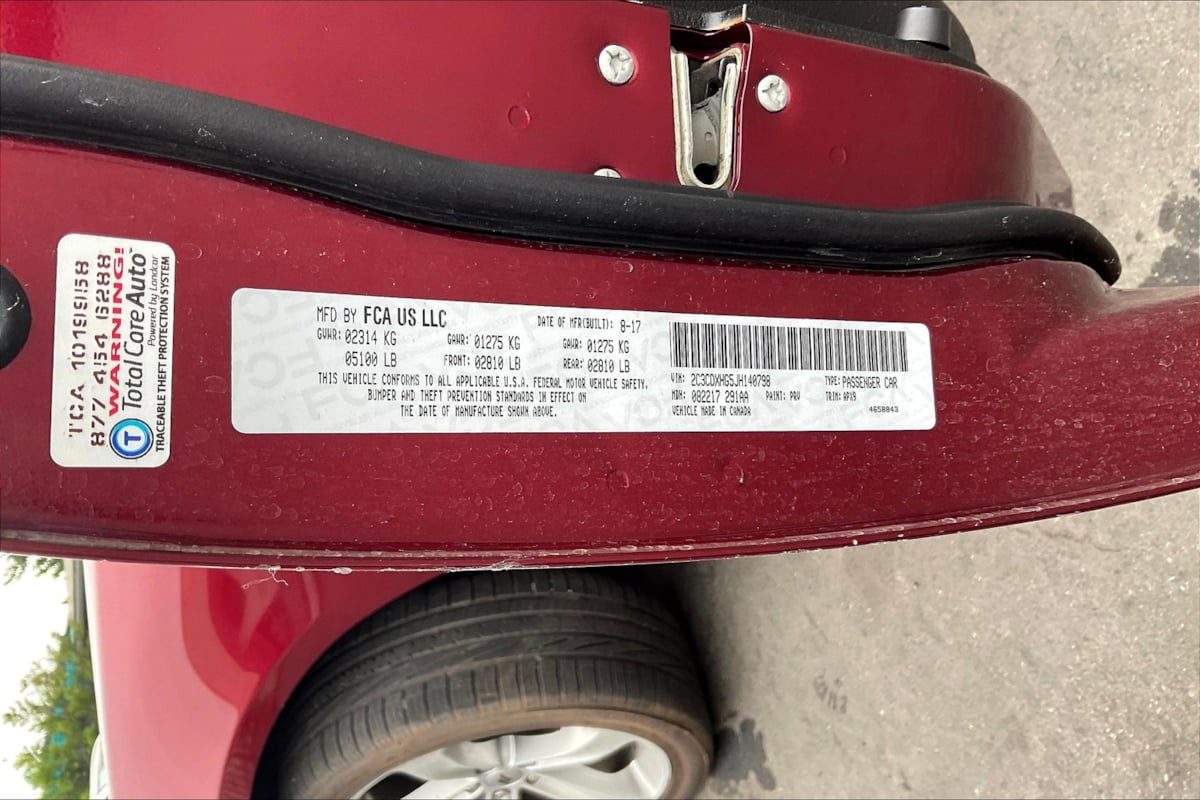 TCA 1019958
877 454 6288
WARNING!
T Total Core Auto™
Powered by Landcar
TRACEABLE THEFT PROTECTION SYSTEM
MFD BY FCA US LLC
DATE OF MFR(BUILT): 8-17
GVWR: 02314 KG GAWR: 01275 KG GAWR: 01275 KG
05100 LB FRONT: 02810 LB REAR: 02810 LB
THIS VEHICLE CONFORMS TO ALL APPLICABLE U.S.A. FEDERAL MOTOR VEHICLE SAFETY,
BUMPER AND THEFT PREVENTION STANDARDS IN EFFECT ON
THE DATE OF MANUFACTURE SHOWN ABOVE.
VIN: 2C3CDXHG5JH140798 TYPE: PASSENGER CAR
MDH: 082217 291AA PAINT: PRV TRIM: APX9
VEHICLE MADE IN CANADA 4658843